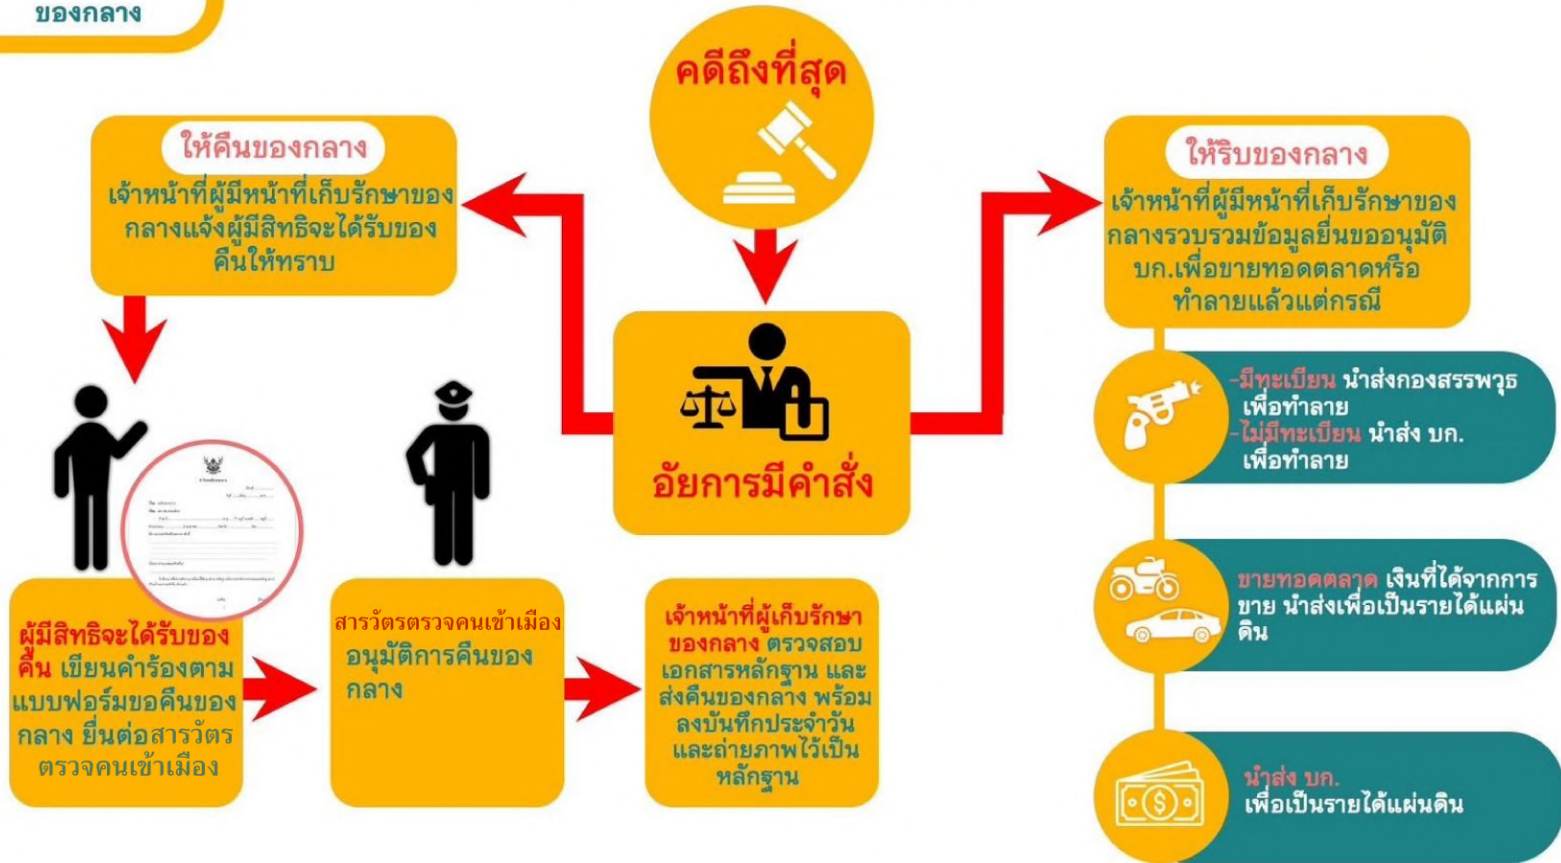 ของกลาง
คดีถึงที่สุด
ให้คืนของกลาง
เจ้าหน้าที่ผู้มีหน้าที่เก็บรักษาของ
กลางแจ้งผู้มีสิทธิจะได้รับของ
คืนให้ทราบ
ให้ริบของกลาง
เจ้าหน้าที่ผู้มีหน้าที่เก็บรักษาของ
กลางรวบรวมข้อมูลยื่นขออนุมัติ
บก.เพื่อขายทอดตลาดหรือ
ทำลายแล้วแต่กรณี
อัยการมีคำสั่ง
-มีทะเบียน นำส่งกองสรรพวุธ
เพื่อทำลาย
-ไม่มีทะเบียน นำส่ง บก.
เพื่อทำลาย
ขายทอดตลาด เงินที่ได้จากการ
ขาย นำส่งเพื่อเป็นรายได้แผ่น
ดิน
นำส่ง บก.
เพื่อเป็นรายได้แผ่นดิน
ผู้มีสิทธิจะได้รับของ
คืน เขียนคำร้องตาม
แบบฟอร์มขอคืนของ
กลาง ยื่นต่อสารวัตร
ตรวจคนเข้าเมือง
สารวัตรตรวจคนเข้าเมือง
อนุมัติการคืนของ
กลาง
เจ้าหน้าที่ผู้เก็บรักษา
ของกลาง ตรวจสอบ
เอกสารหลักฐาน และ
ส่งคืนของกลาง พร้อม
ลงบันทึกประจำวัน
และถ่ายภาพไว้เป็น
หลักฐาน